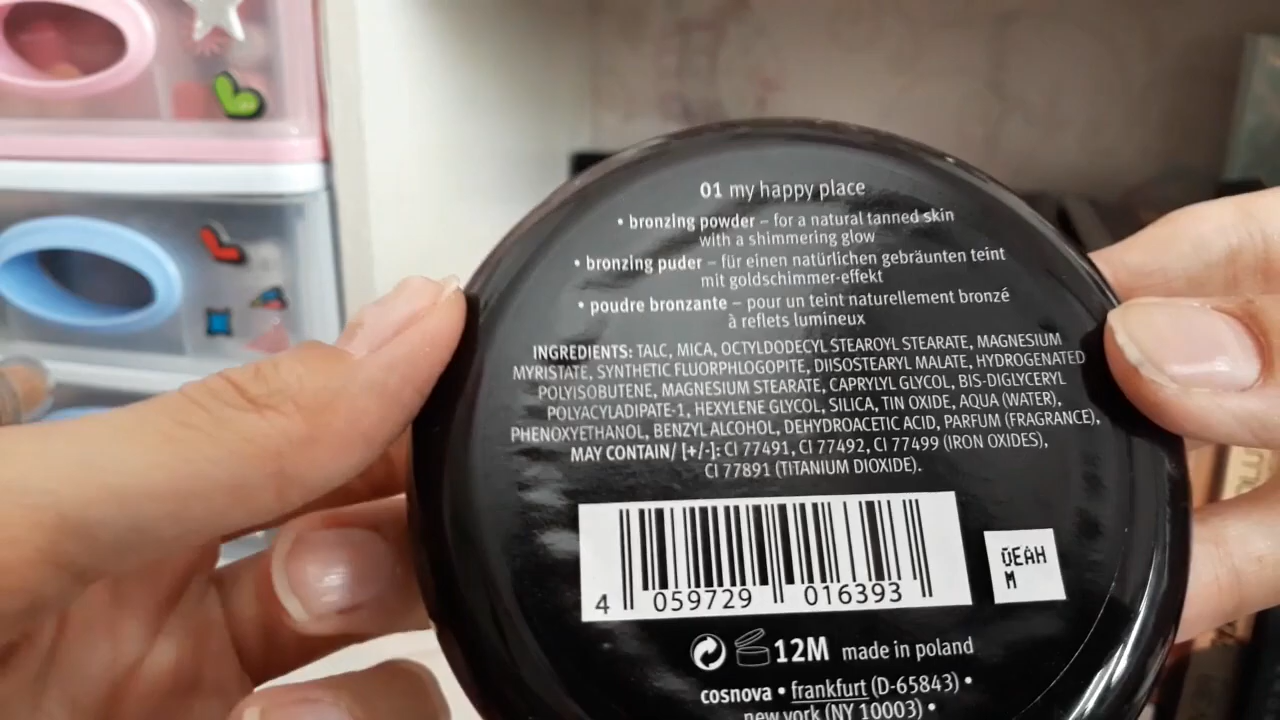 01 my happy place
• bronzing powder – for a natural tanned skin
with a shimmering glow
• bronzing puder – für einen natürlichen gebräunten teint
mit goldschimmer-effekt
• poudre bronzante – pour un teint naturellement bronzé
à reflets lumineux
INGREDIENTS: TALC, MICA, OCTYLDODECYL STEAROYL STEARATE, MAGNESIUM
MYRISTATE, SYNTHETIC FLUORPHLOGOPITE, DIISOSTEARYL MALATE, HYDROGENATED
POLYISOBUTENE, MAGNESIUM STEARATE, CAPRYLYL GLYCOL, BIS-DIGLYCERYL
POLYACYLADIPATE-1, HEXYLENE GLYCOL, SILICA, TIN OXIDE, AQUA (WATER),
PHENOXYETHANOL, BENZYL ALCOHOL, DEHYDROACETIC ACID, PARFUM (FRAGRANCE),
MAY CONTAIN/ [+/-]: CI 77491, CI 77492, CI 77499 (IRON OXIDES),
CI 77891 (TITANIUM DIOXIDE).
4 059729 016393
12M made in poland
cosnova • frankfurt (D-65843) •
new york (NY 10003) •